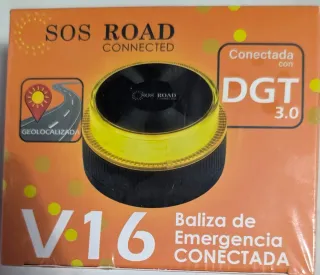 SOS ROAD
CONNECTED
Conectada
con
DGT
3.0
GEOLOCALIZADA
SOS ROAD
V16
Baliza de
Emergencia
CONECTADA